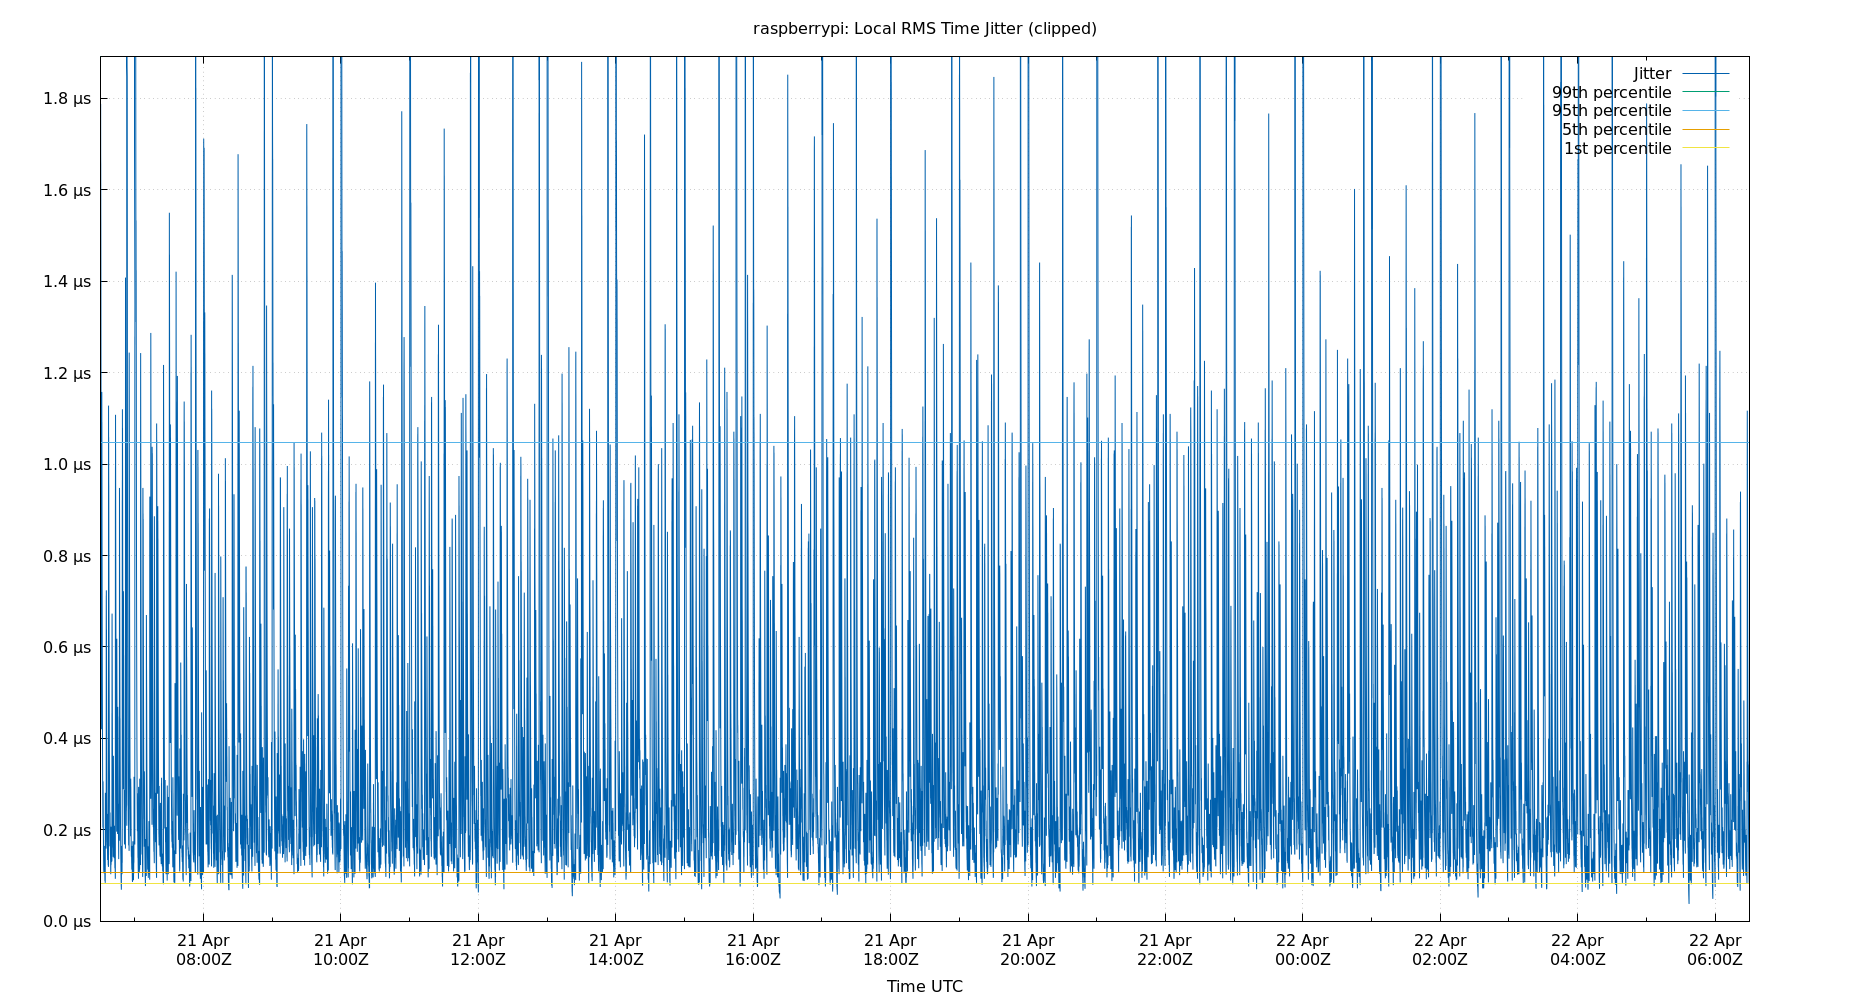 raspberrypi: Local RMS Time Jitter (clipped)
Jitter
99th percentile
95th percentile
5th percentile
1st percentile
1.8 µs
1.6 µs
1.4 µs
1.2 µs
1.0 µs
0.8 µs
0.6 µs
0.4 µs
0.2 µs
0.0 µs
21 Apr 21 Apr 21 Apr 21 Apr 21 Apr 21 Apr 21 Apr 21 Apr 22 Apr 22 Apr 22 Apr 22 Apr
08:00Z 10:00Z 12:00Z 14:00Z 16:00Z 18:00Z 20:00Z 22:00Z 00:00Z 02:00Z 04:00Z 06:00Z
Time UTC